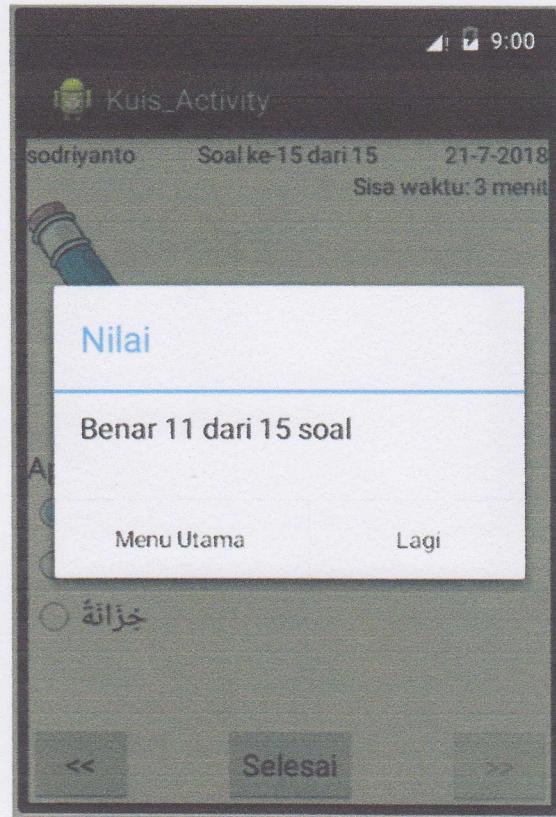 9:00
Kuis_Activity
sodriyanto Soal ke-15 dari 15 21-7-2018
Sisa waktu: 3 menit
Nilai
Benar 11 dari 15 soal
Menu Utama Lagi
خِزَانَةٌ
<< Selesai >>